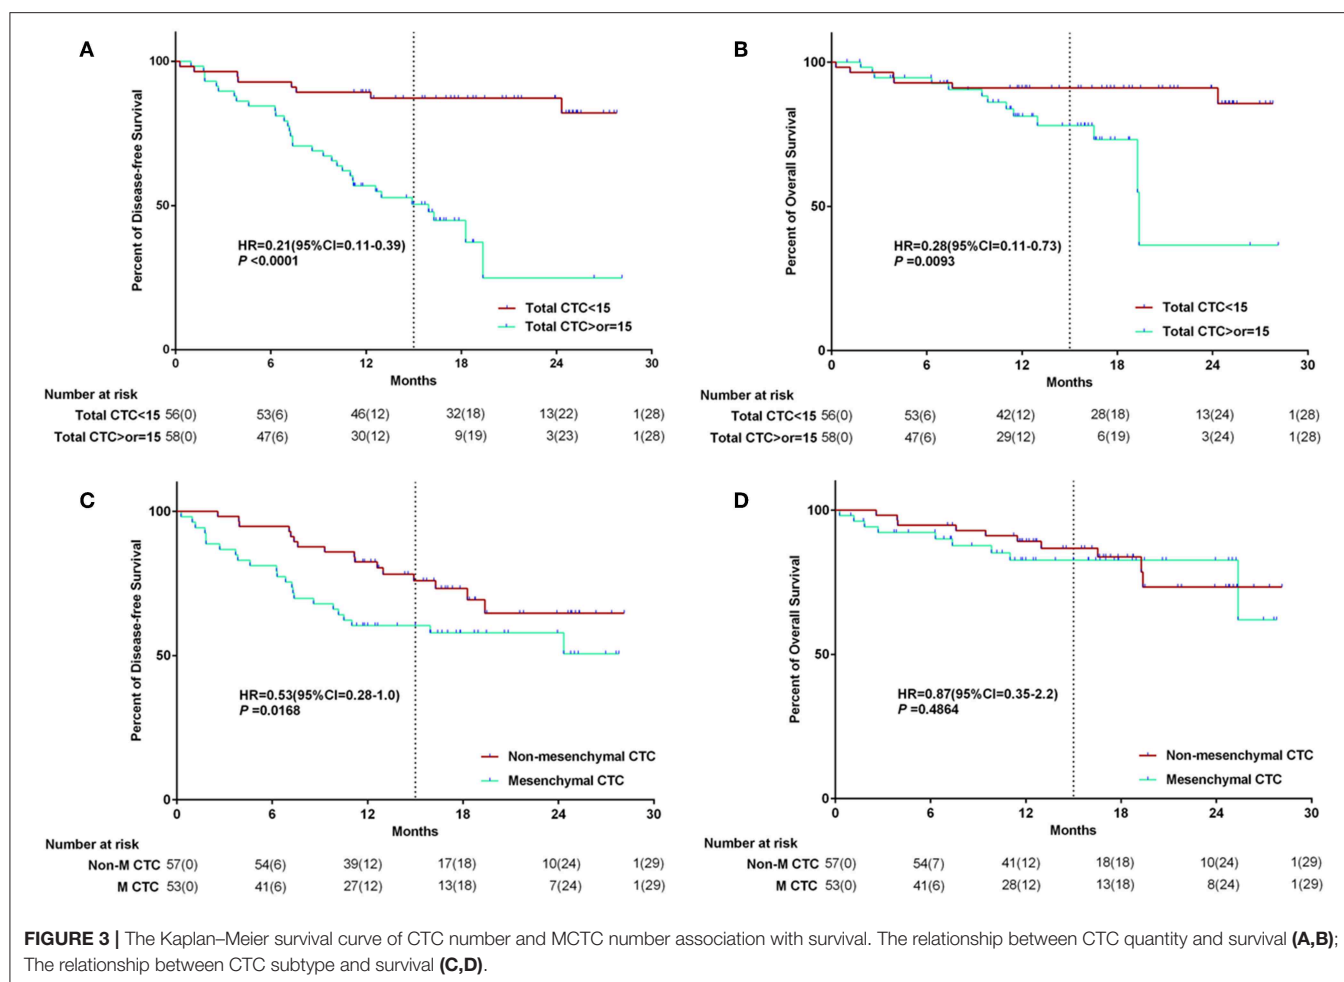 A
Percent of Disease-free Survival
100
50
0
HR=0.21(95%CI=0.11-0.39)
P <0.0001
Total CTC<15
Total CTC>or=15
0 6 12 18 24 30
Months
Number at risk
Total CTC<15 56(0) 53(6) 46(12) 32(18) 13(22) 1(28)
Total CTC>or=15 58(0) 47(6) 30(12) 9(19) 3(23) 1(28)
B
Percent of Overall Survival
100
50
0
HR=0.28(95%CI=0.11-0.73)
P =0.0093
Total CTC<15
Total CTC>or=15
0 6 12 18 24 30
Months
Number at risk
Total CTC<15 56(0) 53(6) 42(12) 28(18) 13(24) 1(28)
Total CTC>or=15 58(0) 47(6) 29(12) 6(19) 3(24) 1(28)
C
Percent of Disease-free Survival
100
50
0
HR=0.53(95%CI=0.28-1.0)
P =0.0168
Non-mesenchymal CTC
Mesenchymal CTC
0 6 12 18 24 30
Months
Number at risk
Non-M CTC 57(0) 54(6) 39(12) 17(18) 10(24) 1(29)
M CTC 53(0) 41(6) 27(12) 13(18) 7(24) 1(29)
D
Percent of Overall Survival
100
50
0
HR=0.87(95%CI=0.35-2.2)
P =0.4864
Non-mesenchymal CTC
Mesenchymal CTC
0 6 12 18 24 30
Months
Number at risk
Non-M CTC 57(0) 54(7) 41(12) 18(18) 10(24) 1(29)
M CTC 53(0) 41(6) 28(12) 13(18) 8(24) 1(29)
FIGURE 3 | The Kaplan–Meier survival curve of CTC number and MCTC number association with survival. The relationship between CTC quantity and survival (A,B);
The relationship between CTC subtype and survival (C,D).